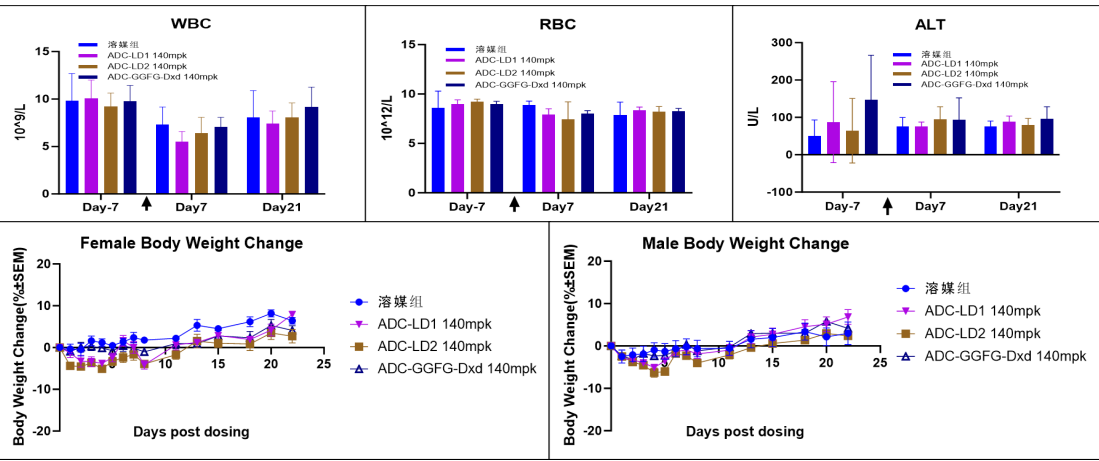 WBC
10^9/L
15
10
5
0
溶媒组
ADC-LD1 140mpk
ADC-LD2 140mpk
ADC-GGFG-Dxd 140mpk
Day-7
Day7
Day21
RBC
10^12/L
15
10
5
0
溶媒组
ADC-LD1 140mpk
ADC-LD2 140mpk
ADC-GGFG-Dxd 140mpk
Day-7
Day7
Day21
ALT
U/L
300
200
100
0
-100
溶媒组
ADC-LD1 140mpk
ADC-LD2 140mpk
ADC-GGFG-Dxd 140mpk
Day-7
Day7
Day21
Female Body Weight Change
Body Weight Change(%±SEM)
20
10
0
-10
-20
5
10
15
20
25
Days post dosing
溶媒组
ADC-LD1 140mpk
ADC-LD2 140mpk
ADC-GGFG-Dxd 140mpk
Male Body Weight Change
Body Weight Change(%±SEM)
20
10
0
-10
-20
5
10
15
20
25
Days post dosing
溶媒组
ADC-LD1 140mpk
ADC-LD2 140mpk
ADC-GGFG-Dxd 140mpk